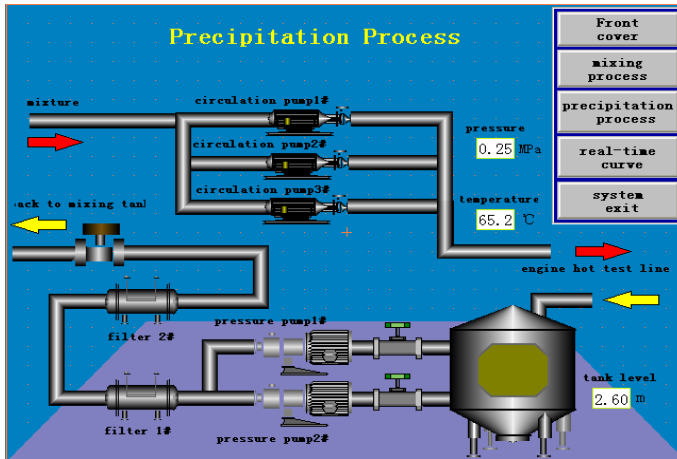 Precipitation Process
Front
cover
mixing
process
precipitation
process
real-time
curve
system
exit
mixture
circulation pump1#
circulation pump2#
circulation pump3#
pressure
0.25 MPa
temperature
65.2 ℃
back to mixing tank
engine hot test line
filter 2#
pressure pump1#
tank level
2.60 m
filter 1#
pressure pump2#